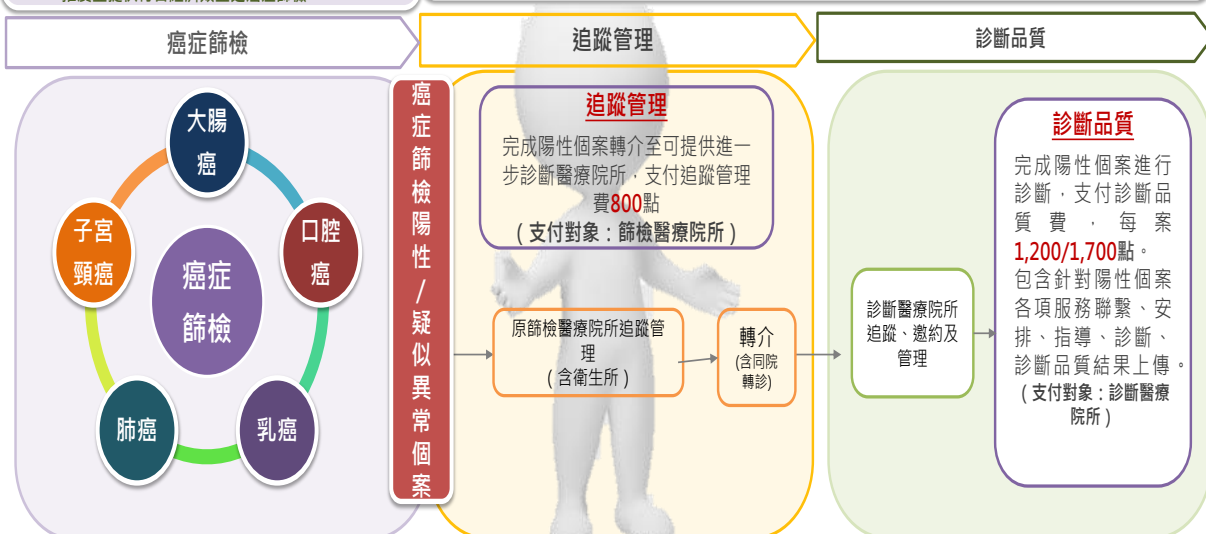 癌症篩檢
追蹤管理
診斷品質
大腸
癌
口腔
癌
乳癌
肺癌
子宮
頸癌
癌症
篩檢
癌
症
篩
檢
陽
性
/
疑
似
異
常
個
案
追蹤管理
完成陽性個案轉介至可提供進一
步診斷醫療院所，支付追蹤管理
費800點
(支付對象：篩檢醫療院所)
原篩檢醫療院所追蹤管
理
(含衛生所)
轉介
(含同院
轉診)
診斷醫療院所
追蹤、邀約及
管理
診斷品質
完成陽性個案進行
診斷，支付診斷品
質費，每案
1,200/1,700點。
包含針對陽性個案
各項服務聯繫、安
排、指導、診斷、
診斷品質結果上傳。
(支付對象：診斷醫療
院所)